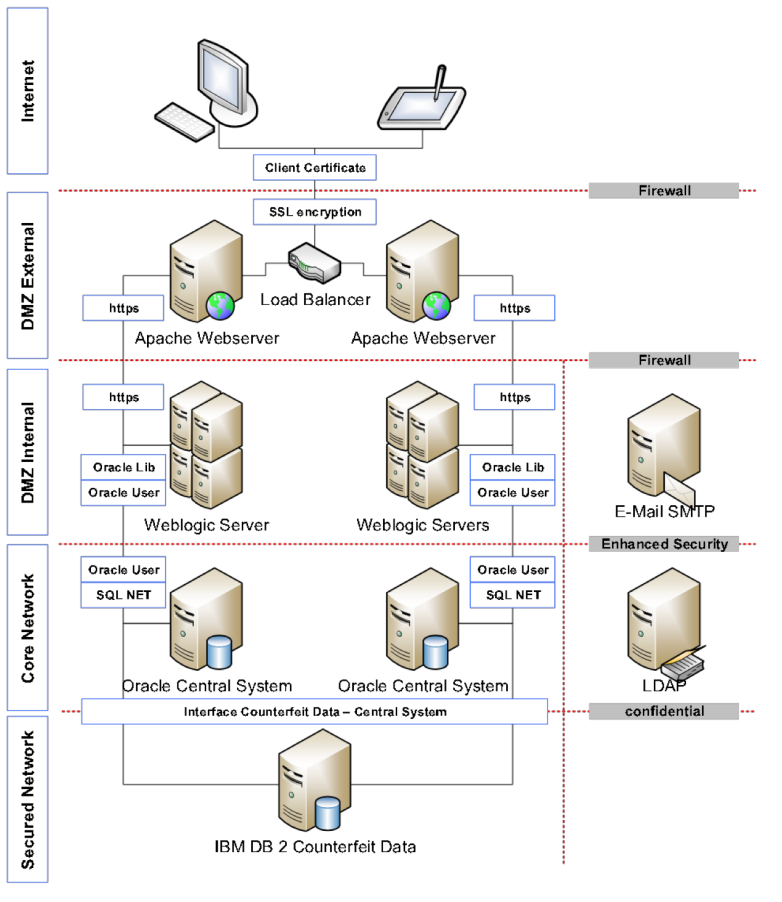 Internet
Client Certificate
Firewall
DMZ External
SSL encryption
Load Balancer
https
https
Apache Webserver
Apache Webserver
Firewall
DMZ Internal
https
https
Oracle Lib
Oracle Lib
Oracle User
Oracle User
Weblogic Server
Weblogic Servers
E-Mail SMTP
Enhanced Security
Core Network
Oracle User
Oracle User
SQL NET
SQL NET
Oracle Central System
Oracle Central System
LDAP
Interface Counterfeit Data – Central System
confidential
Secured Network
IBM DB 2 Counterfeit Data